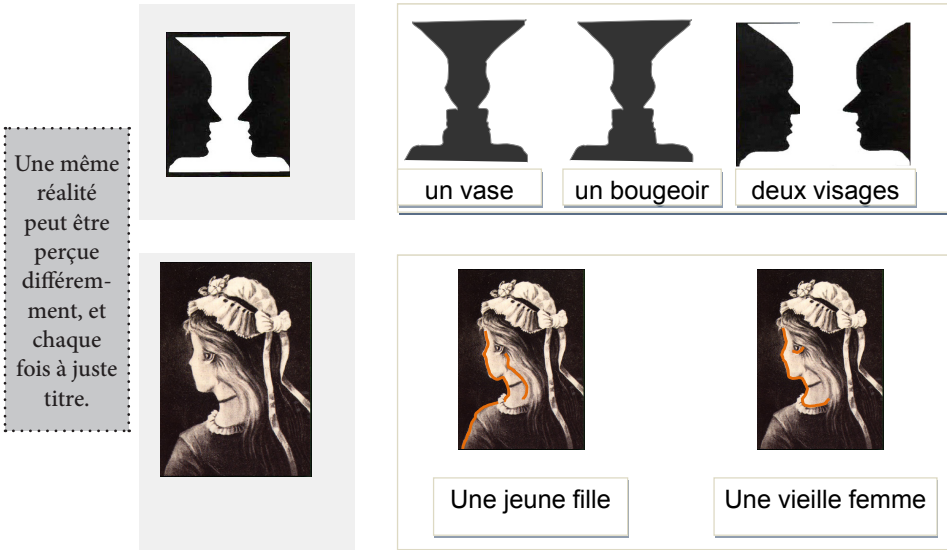 Une même
réalité
peut être
perçue
différem-
ment, et
chaque
fois à juste
titre.
un vase
un bougeoir
deux visages
Une jeune fille
Une vieille femme